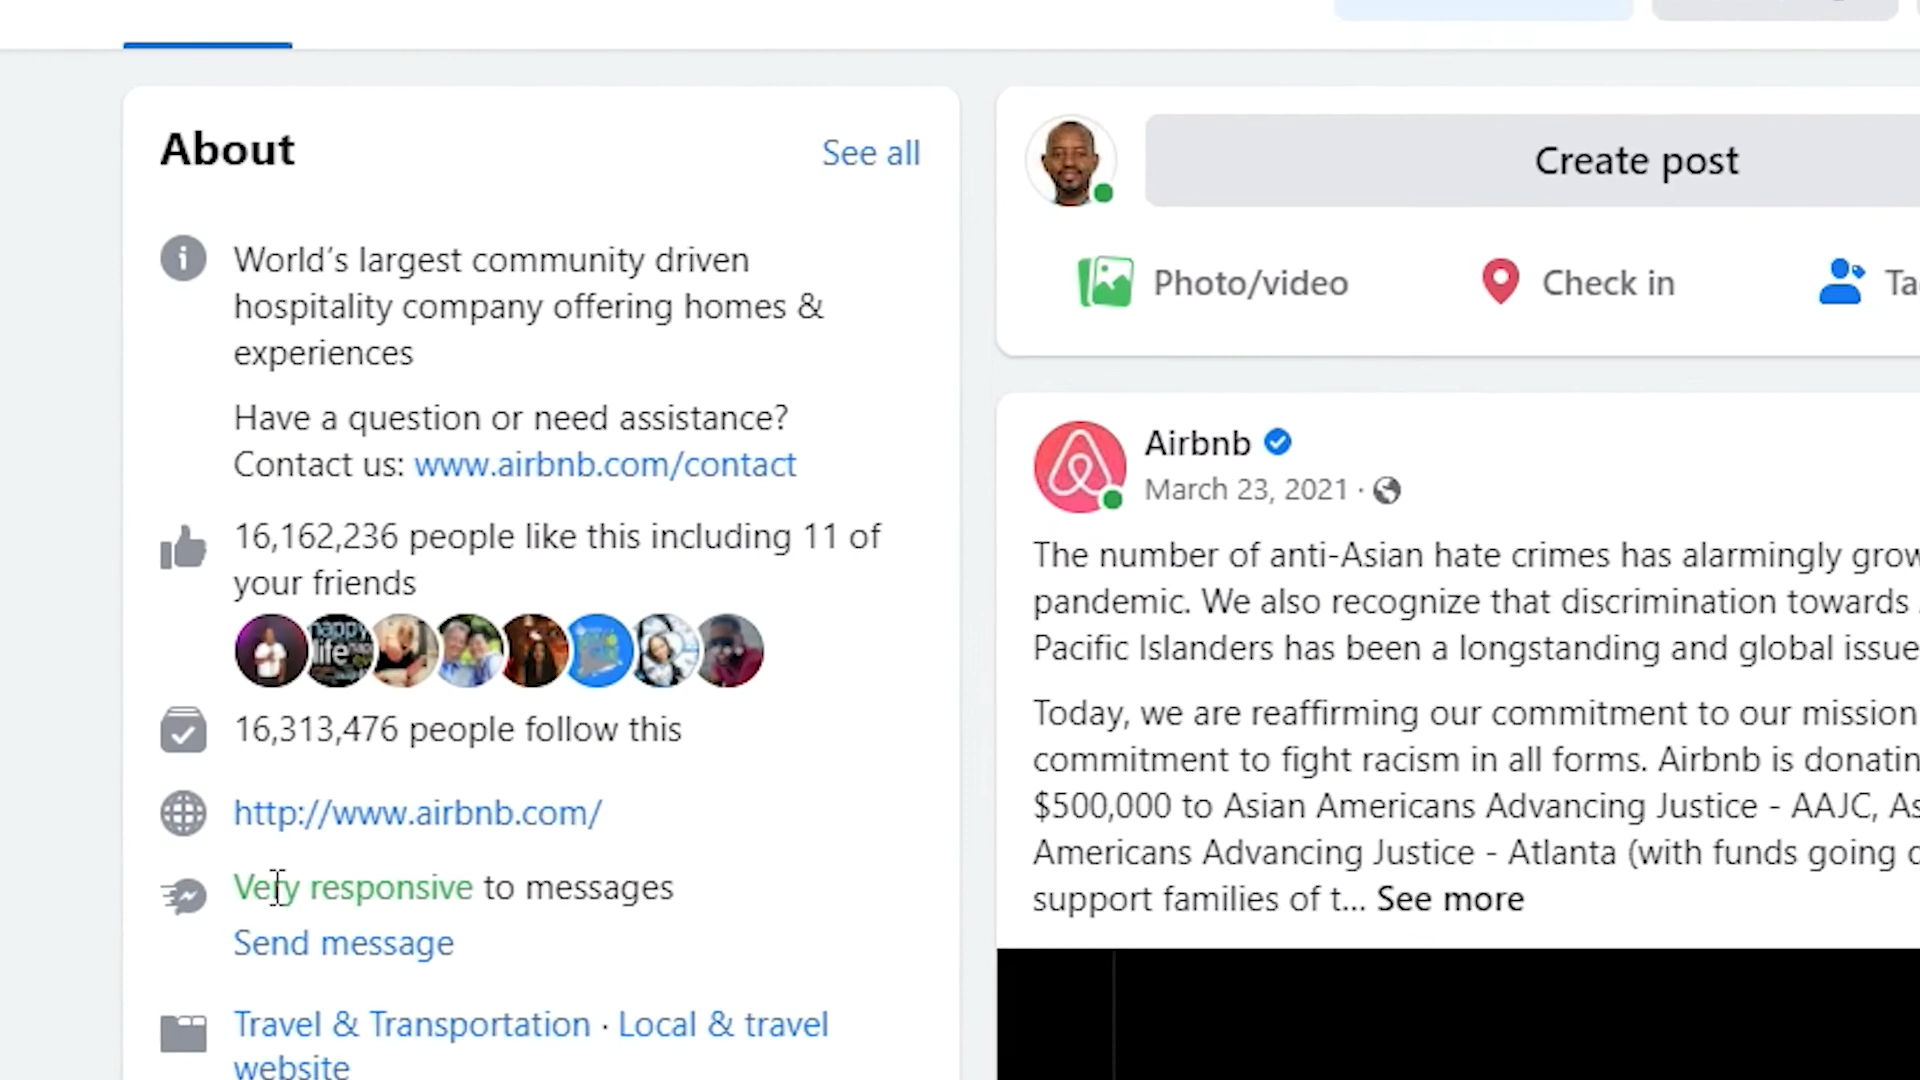 About
See all
World's largest community driven
hospitality company offering homes &
experiences
Have a question or need assistance?
Contact us: www.airbnb.com/contact
16,162,236 people like this including 11 of
your friends
happy
life
16,313,476 people follow this
http://www.airbnb.com/
Very responsive to messages
Send message
Travel & Transportation · Local & travel
website
Create post
Photo/video
Check in
Airbnb
March 23, 2021 ·
The number of anti-Asian hate crimes has alarmingly grow
pandemic. We also recognize that discrimination towards
Pacific Islanders has been a longstanding and global issue
Today, we are reaffirming our commitment to our mission
commitment to fight racism in all forms. Airbnb is donatin
$500,000 to Asian Americans Advancing Justice - AAJC, As
Americans Advancing Justice - Atlanta (with funds going
support families of t... See more